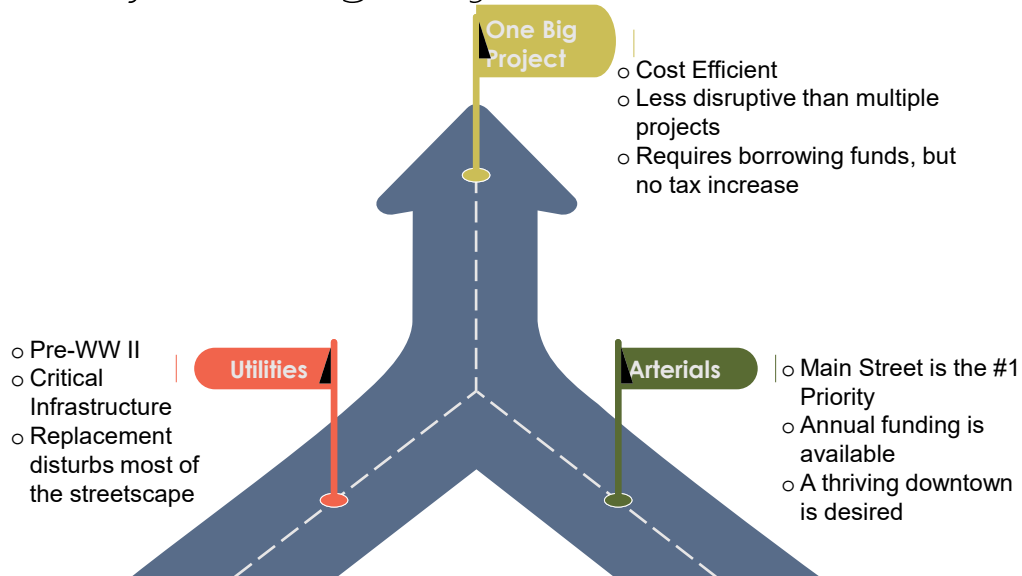 One Big
Project
o Cost Efficient
o Less disruptive than multiple
projects
o Requires borrowing funds, but
no tax increase
Utilities
o Pre-WW II
o Critical
Infrastructure
o Replacement
disturbs most of
the streetscape
Arterials
o Main Street is the #1
Priority
o Annual funding is
available
o A thriving downtown
is desired